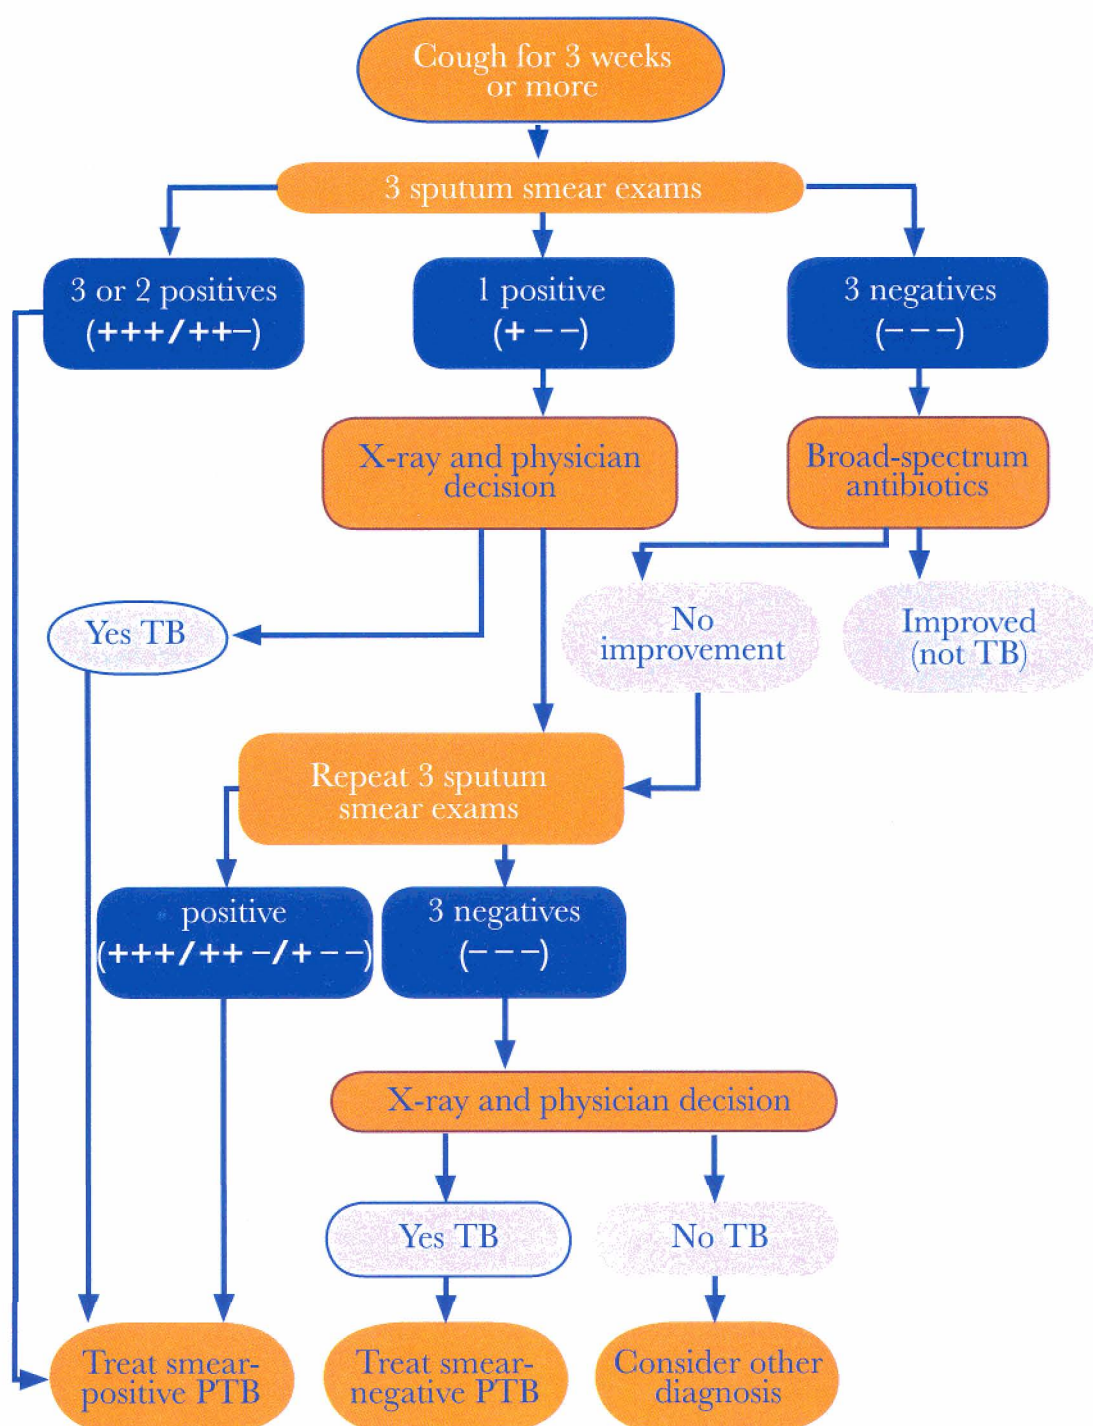 Cough for 3 weeks
or more
3 sputum smear exams
3 or 2 positives
(+++/++−)
1 positive
(+ − −)
3 negatives
(− − −)
X-ray and physician
decision
Broad-spectrum
antibiotics
Yes TB
No
improvement
Improved
(not TB)
Repeat 3 sputum
smear exams
positive
(+++/++ −/+ − −)
3 negatives
(− − −)
X-ray and physician decision
Yes TB
No TB
Treat smear-
positive PTB
Treat smear-
negative PTB
Consider other
diagnosis